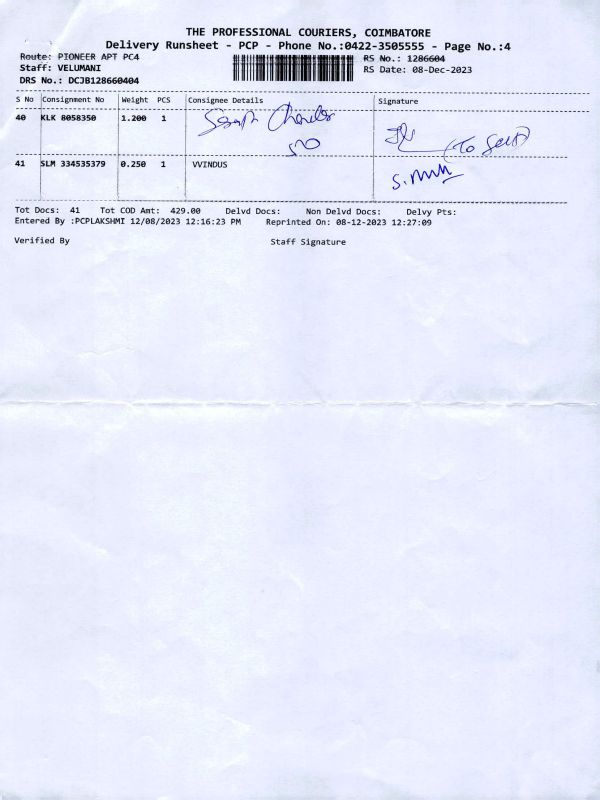 THE PROFESSIONAL COURIERS, COIMBATORE
Delivery Runsheet - PCP - Phone No.:0422-3505555 - Page No.:4
Route: PIONEER APT PC4
RS No.: 1286604
Staff: VELUMANI
RS Date: 08-Dec-2023
DRS No.: DCJB128660404
S No Consignment No Weight PCS Consignee Details Signature
40 KLK 8058350 1.200 1
(To Self)
41 SLM 334535379 0.250 1 VVINDUS
Tot Docs: 41 Tot COD Amt: 429.00 Delvd Docs: Non Delvd Docs: Delvy Pts:
Entered By :PCPLAKSHMI 12/08/2023 12:16:23 PM Reprinted On: 08-12-2023 12:27:09
Verified By Staff Signature